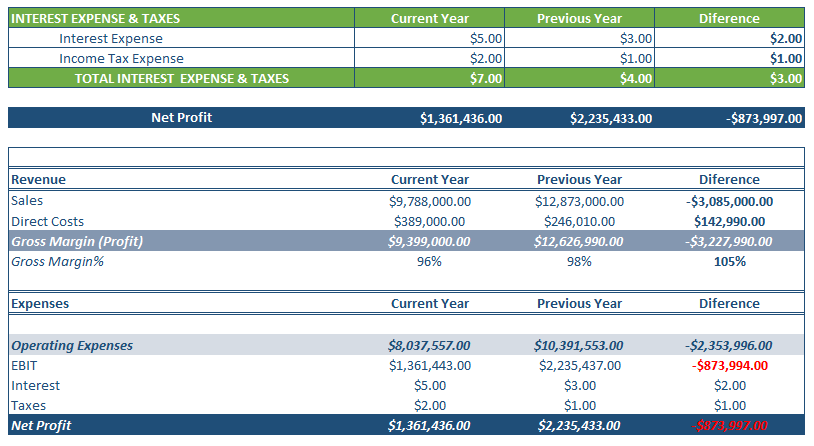 INTEREST EXPENSE & TAXES Current Year Previous Year Diference
Interest Expense $5.00 $3.00 $2.00
Income Tax Expense $2.00 $1.00 $1.00
TOTAL INTEREST EXPENSE & TAXES $7.00 $4.00 $3.00
Net Profit $1,361,436.00 $2,235,433.00 -$873,997.00
Revenue Current Year Previous Year Diference
Sales $9,788,000.00 $12,873,000.00 -$3,085,000.00
Direct Costs $389,000.00 $246,010.00 $142,990.00
Gross Margin (Profit) $9,399,000.00 $12,626,990.00 -$3,227,990.00
Gross Margin% 96% 98% 105%
Expenses Current Year Previous Year Diference
Operating Expenses $8,037,557.00 $10,391,553.00 -$2,353,996.00
EBIT $1,361,443.00 $2,235,437.00 -$873,994.00
Interest $5.00 $3.00 $2.00
Taxes $2.00 $1.00 $1.00
Net Profit $1,361,436.00 $2,235,433.00 -$873,997.00